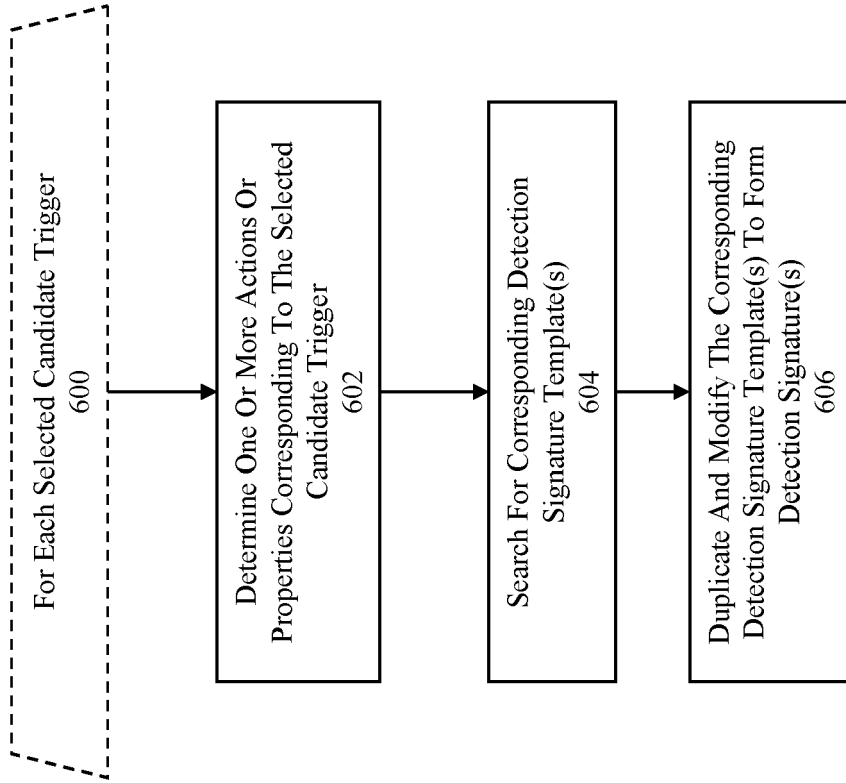 For Each Selected Candidate Trigger
600
Determine One Or More Actions Or
Properties Corresponding To The Selected
Candidate Trigger
602
Search For Corresponding Detection
Signature Template(s)
604
Duplicate And Modify The Corresponding
Detection Signature Template(s) To Form
Detection Signature(s)
606